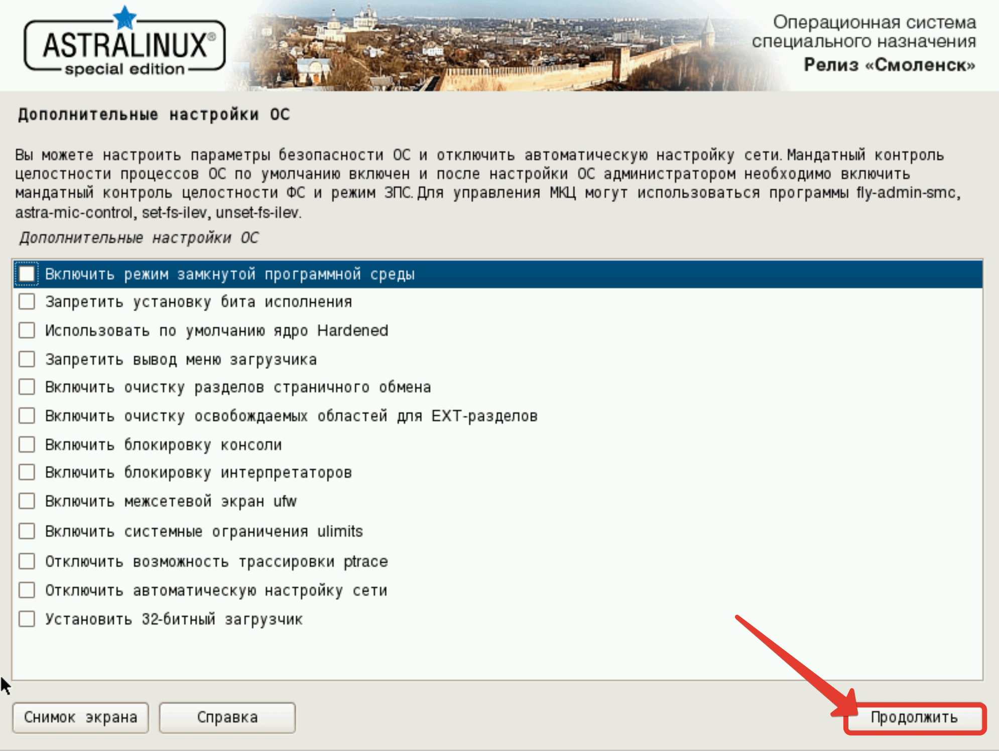 ASTRALINUX®
special edition
Операционная система
специального назначения
Релиз «Смоленск»
Дополнительные настройки ОС
Вы можете настроить параметры безопасности ОС и отключить автоматическую настройку сети. Мандатный контроль
целостности процессов ОС по умолчанию включен и после настройки ОС администратором необходимо включить
мандатный контроль целостности ФС и режим ЗПС. Для управления МКЦ могут использоваться программы fly-admin-smc,
astra-mic-control, set-fs-ilev, unset-fs-ilev.
Дополнительные настройки ОС
Включить режим замкнутой программной среды
Запретить установку бита исполнения
Использовать по умолчанию ядро Hardened
Запретить вывод меню загрузчика
Включить очистку разделов страничного обмена
Включить очистку освобождаемых областей для EXT-разделов
Включить блокировку консоли
Включить блокировку интерпретаторов
Включить межсетевой экран ufw
Включить системные ограничения ulimits
Отключить возможность трассировки ptrace
Отключить автоматическую настройку сети
Установить 32-битный загрузчик
Снимок экрана
Справка
Продолжить